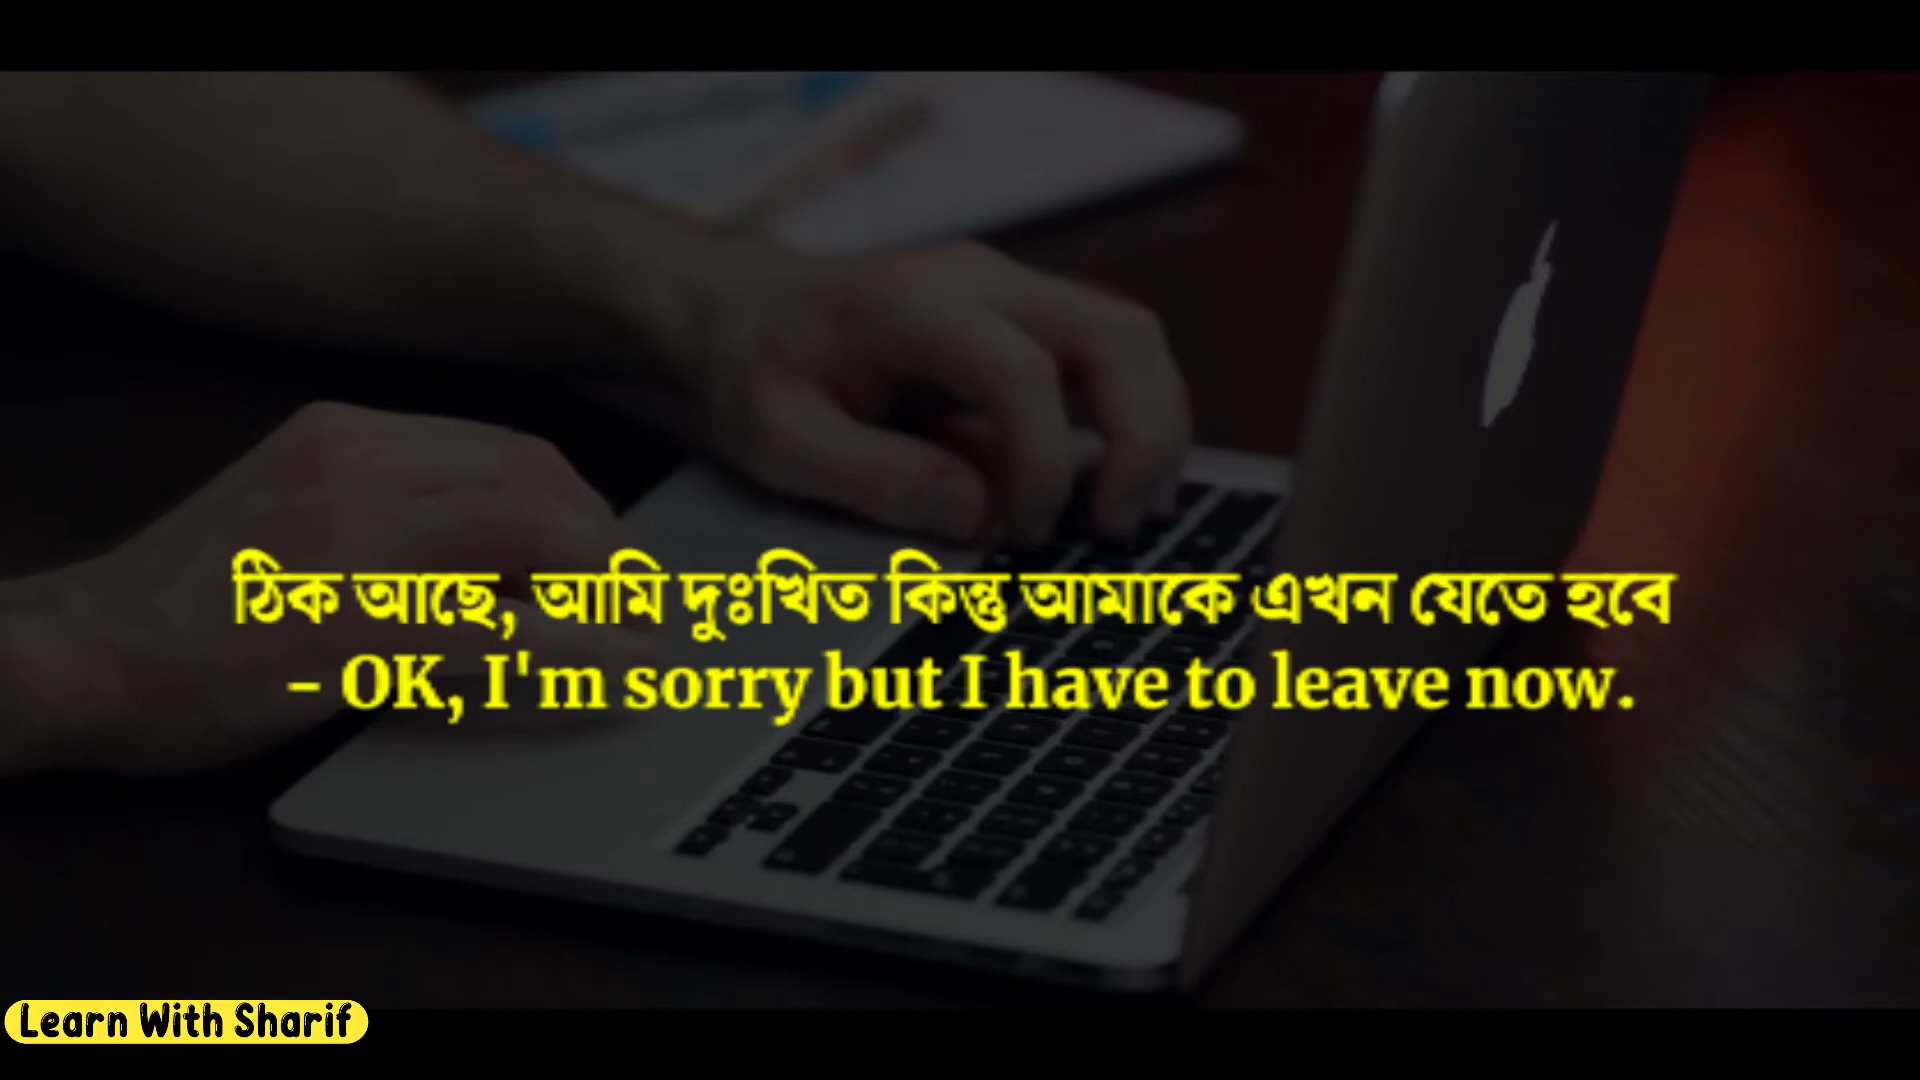 ঠিক আছে, আমি দুঃখিত কিন্তু আমাকে এখন যেতে হবে
- OK, I'm sorry but I have to leave now.
Learn With Sharif